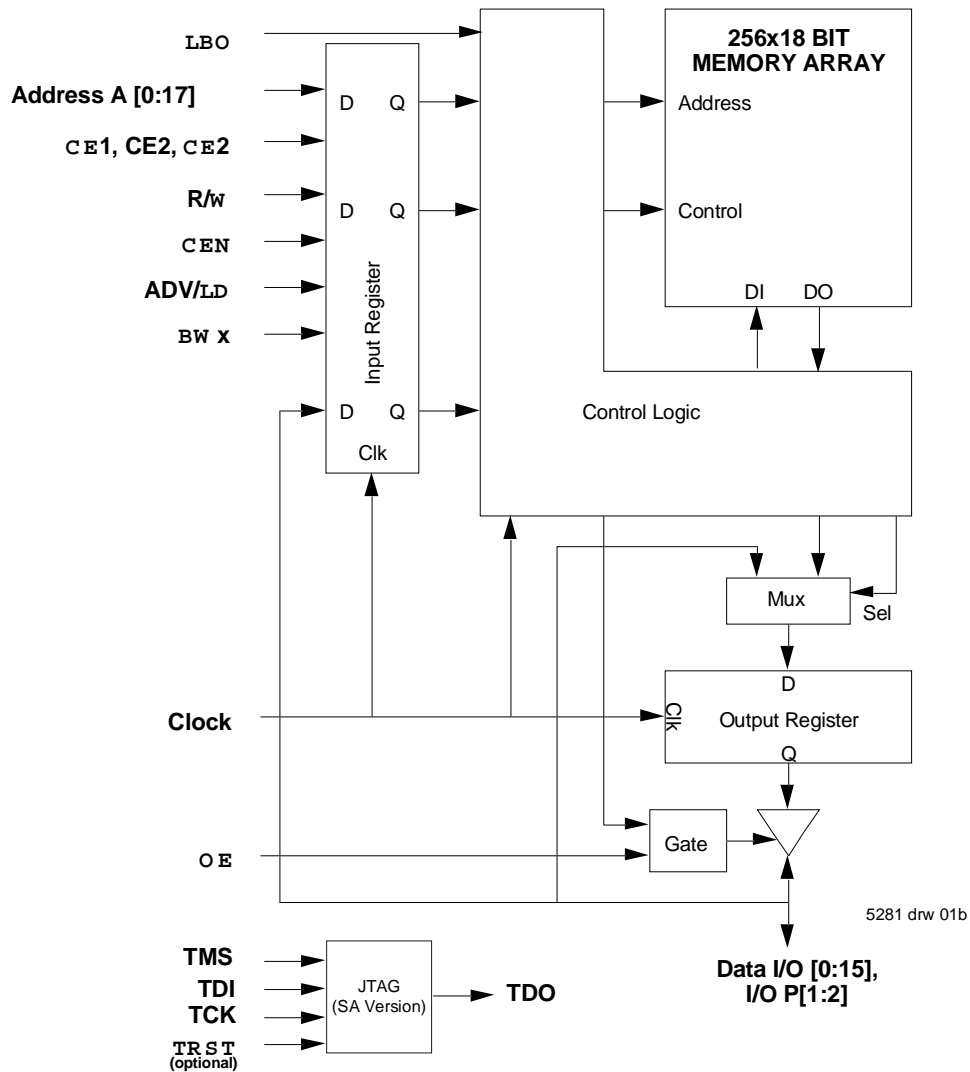 LBO
256x18 BIT
MEMORY ARRAY
Address A [0:17]
D Q
Address
CE1, CE2, CE2
R/W
D Q
Control
CEN
ADV/LD
Input Register
DI DO
BW x
D Q
Control Logic
Clk
Mux
Sel
D
Clock
Clk
Output Register
Q
Gate
OE
5281 drw 01b
TMS
TDI
TCK
TRST
(optional)
JTAG
(SA Version)
TDO
Data I/O [0:15],
I/O P[1:2]